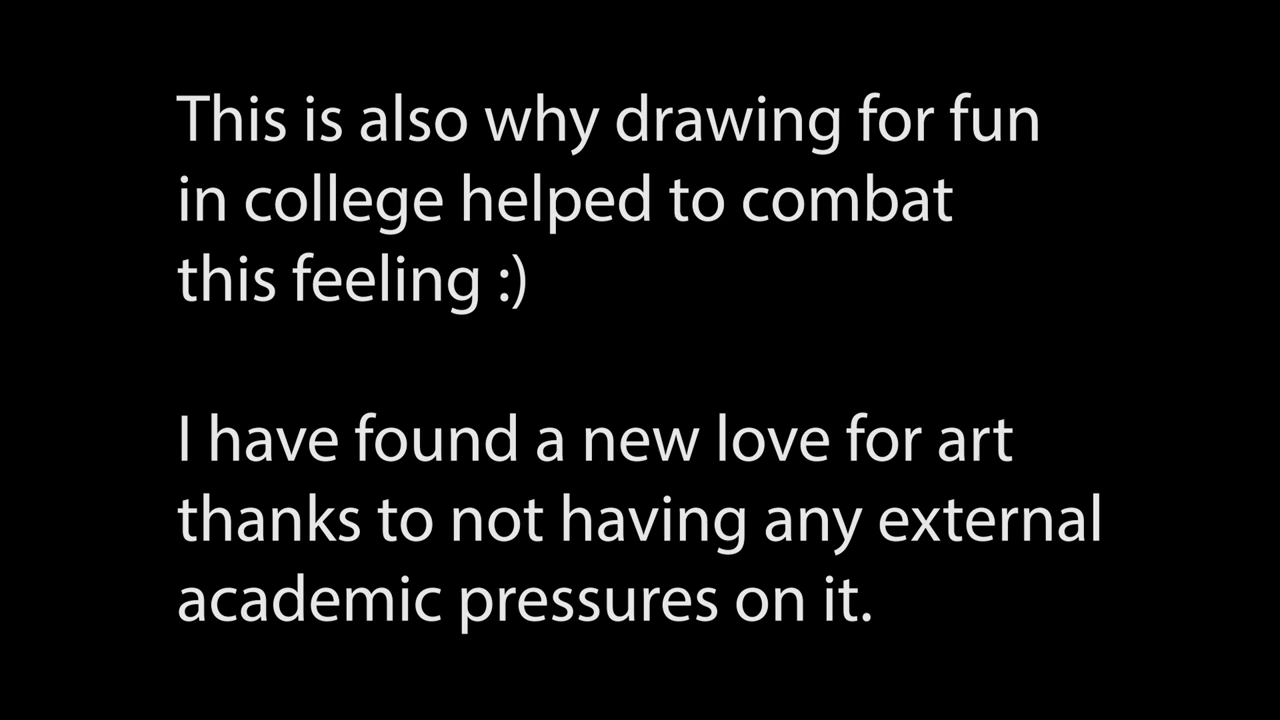 This is also why drawing for fun
in college helped to combat
this feeling :)
I have found a new love for art
thanks to not having any external
academic pressures on it.